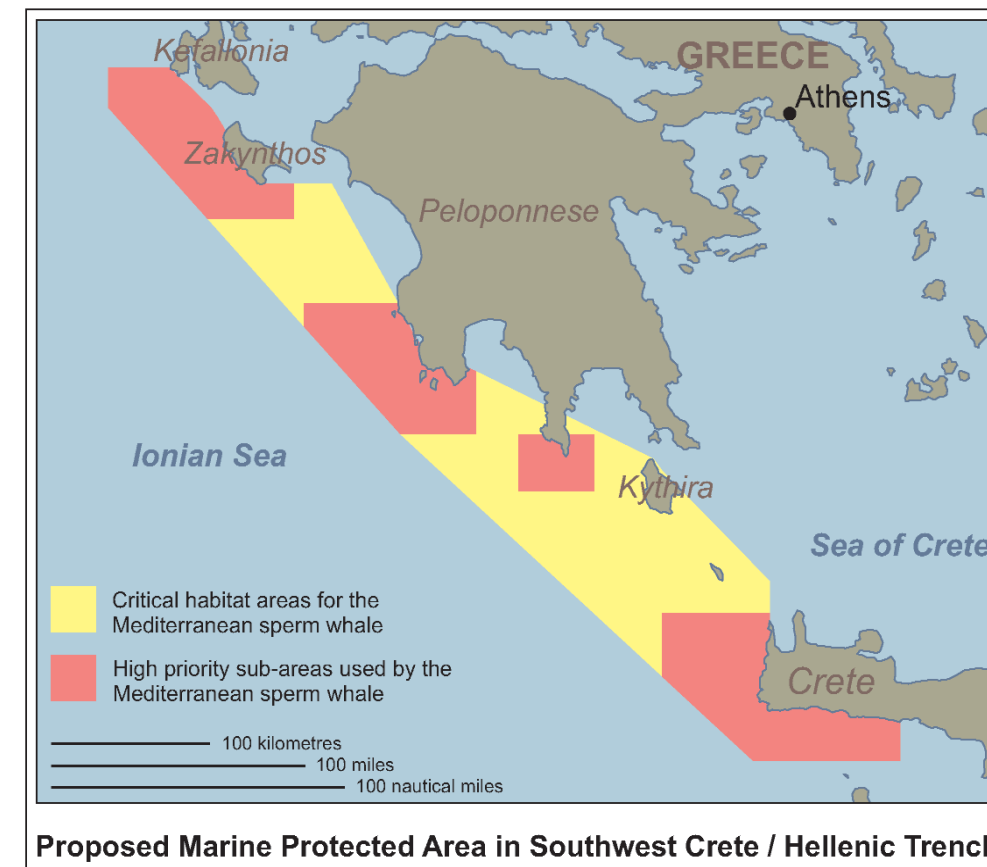 Kefallonia
GREECE
Athens
Zakynthos
Peloponnese
Ionian Sea
Kythira
Sea of Crete
Critical habitat areas for the
Mediterranean sperm whale
High priority sub-areas used by the
Mediterranean sperm whale
Crete
100 kilometres
100 miles
100 nautical miles
Proposed Marine Protected Area in Southwest Crete / Hellenic Trench